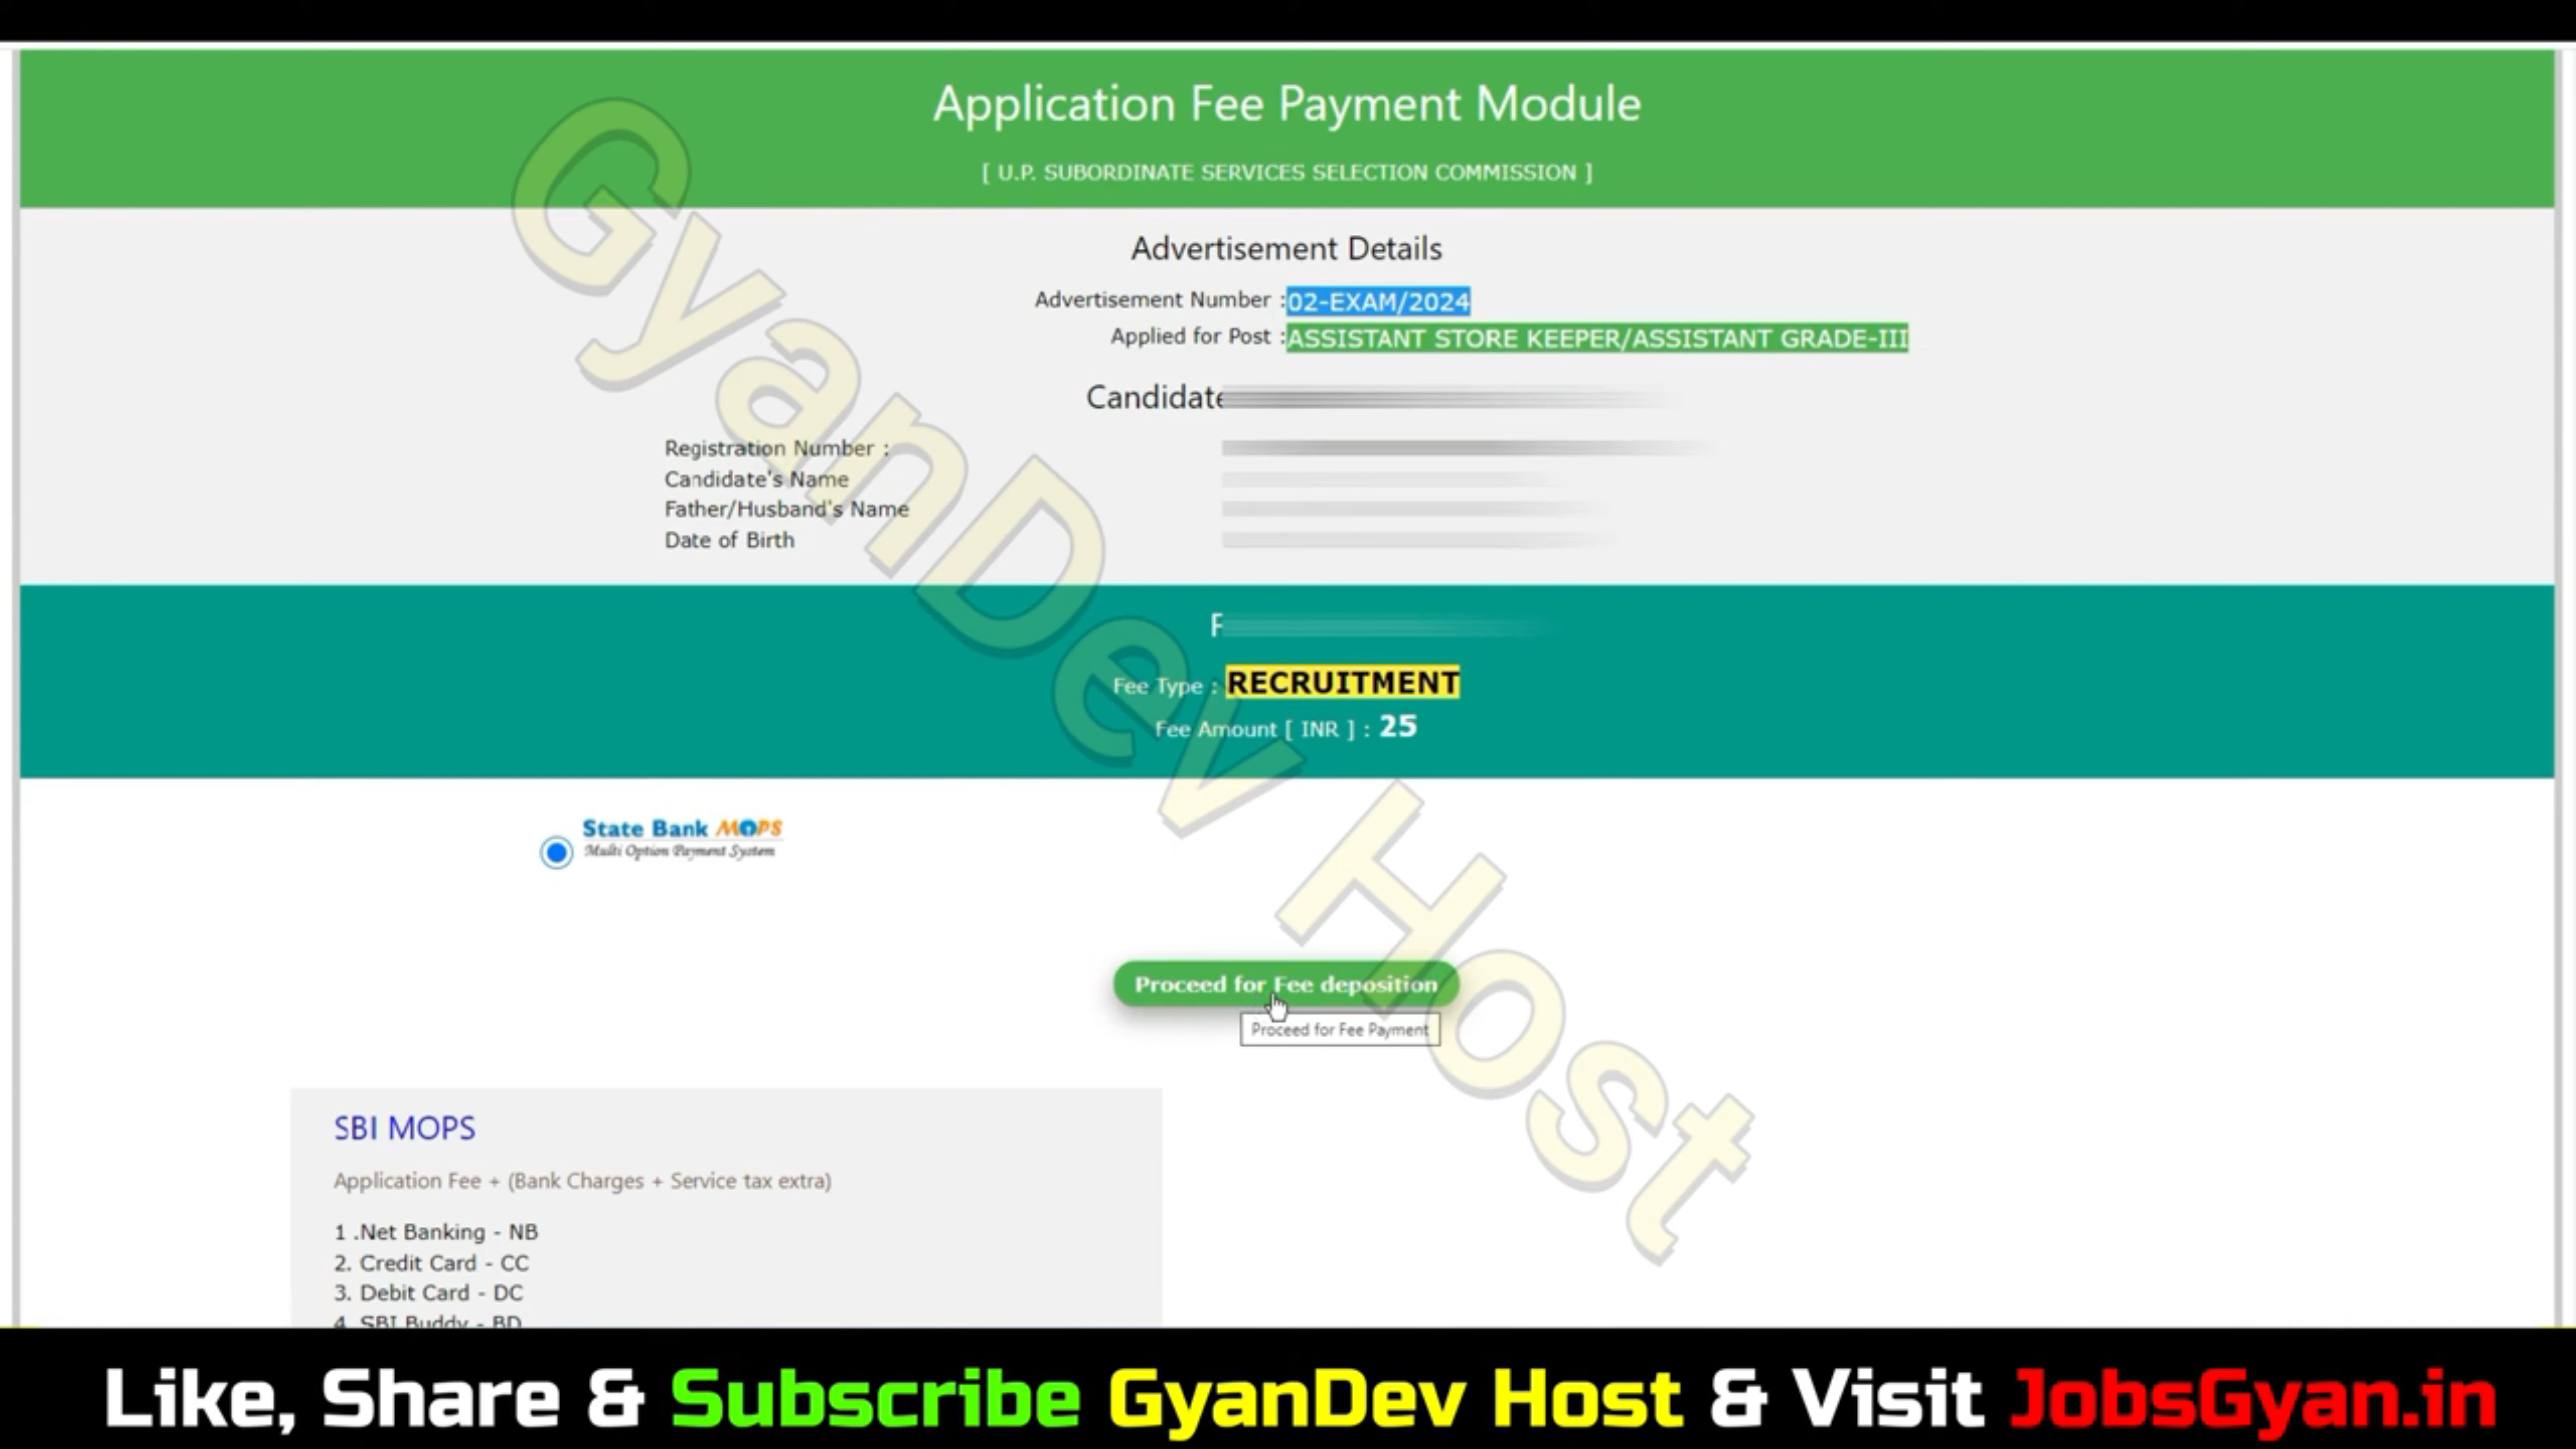 Application Fee Payment Module
[ U.P. SUBORDINATE SERVICES SELECTION COMMISSION ]
Advertisement Details
Advertisement Number : 02-EXAM/2024
Applied for Post : ASSISTANT STORE KEEPER/ASSISTANT GRADE-III
Candidate
Registration Number :
Candidate's Name
Father/Husband's Name
Date of Birth
Fee Type : RECRUITMENT
Fee Amount [ INR ] : 25
State Bank MOPS
Multi Option Payment System
Proceed for Fee deposition
Proceed for Fee Payment
SBI MOPS
Application Fee + (Bank Charges + Service tax extra)
1 .Net Banking - NB
2. Credit Card - CC
3. Debit Card - DC
4. SBI Buddy - BD
GyanDev Host
Like, Share & Subscribe GyanDev Host & Visit JobsGyan.in